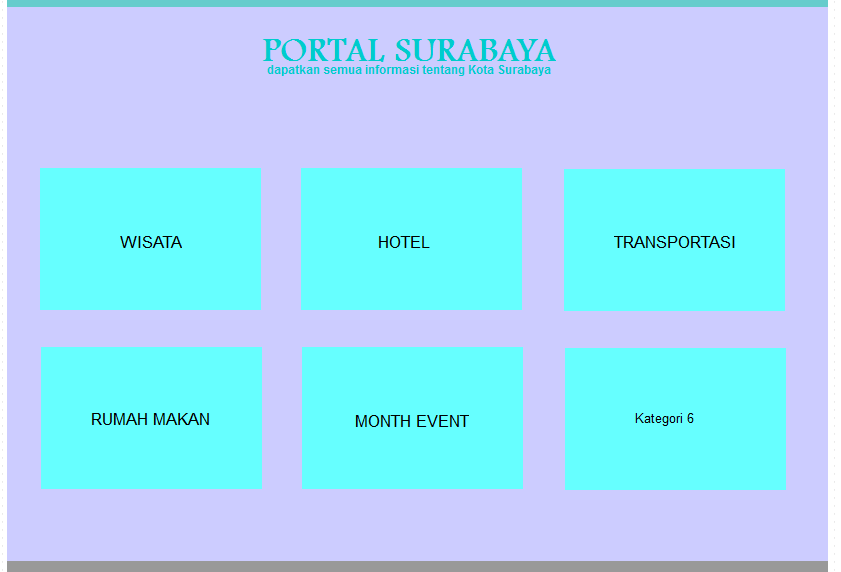 PORTAL SURABAYA
dapatkan semua informasi tentang Kota Surabaya
WISATA
HOTEL
TRANSPORTASI
RUMAH MAKAN
MONTH EVENT
Kategori 6